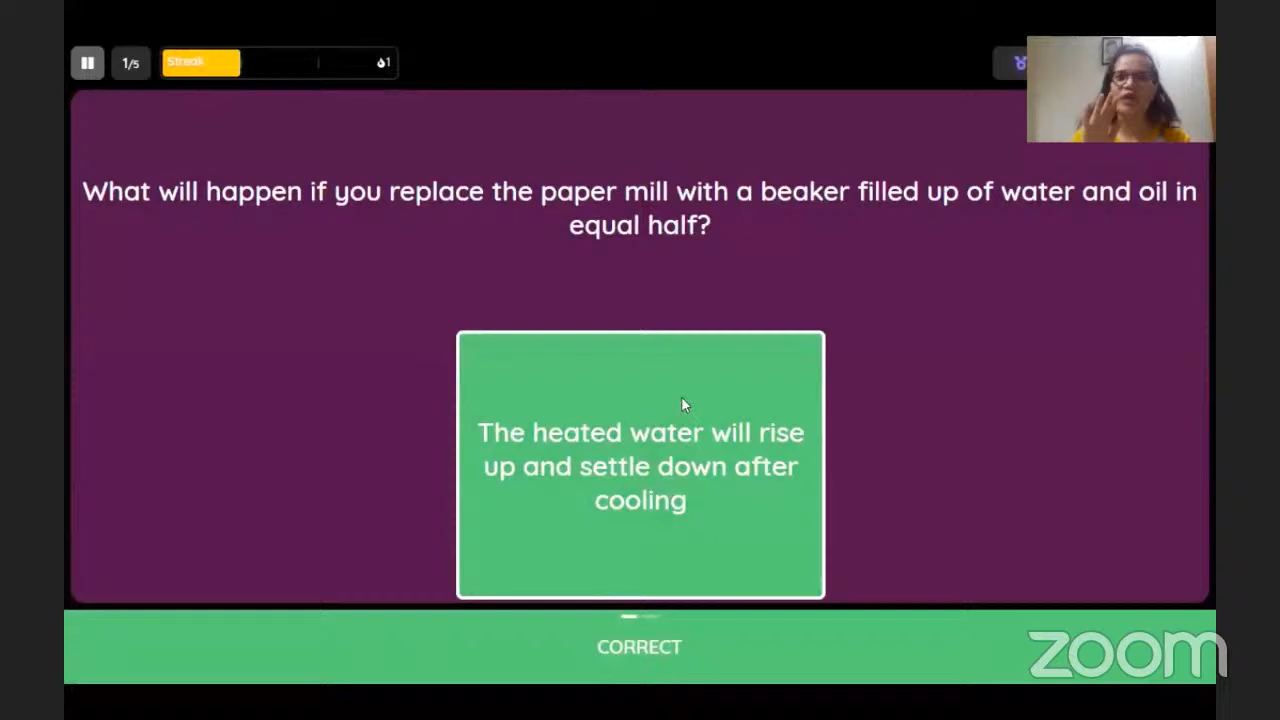 1/5
Streak
1
What will happen if you replace the paper mill with a beaker filled up of water and oil in
equal half?
The heated water will rise
up and settle down after
cooling
CORRECT
zoom